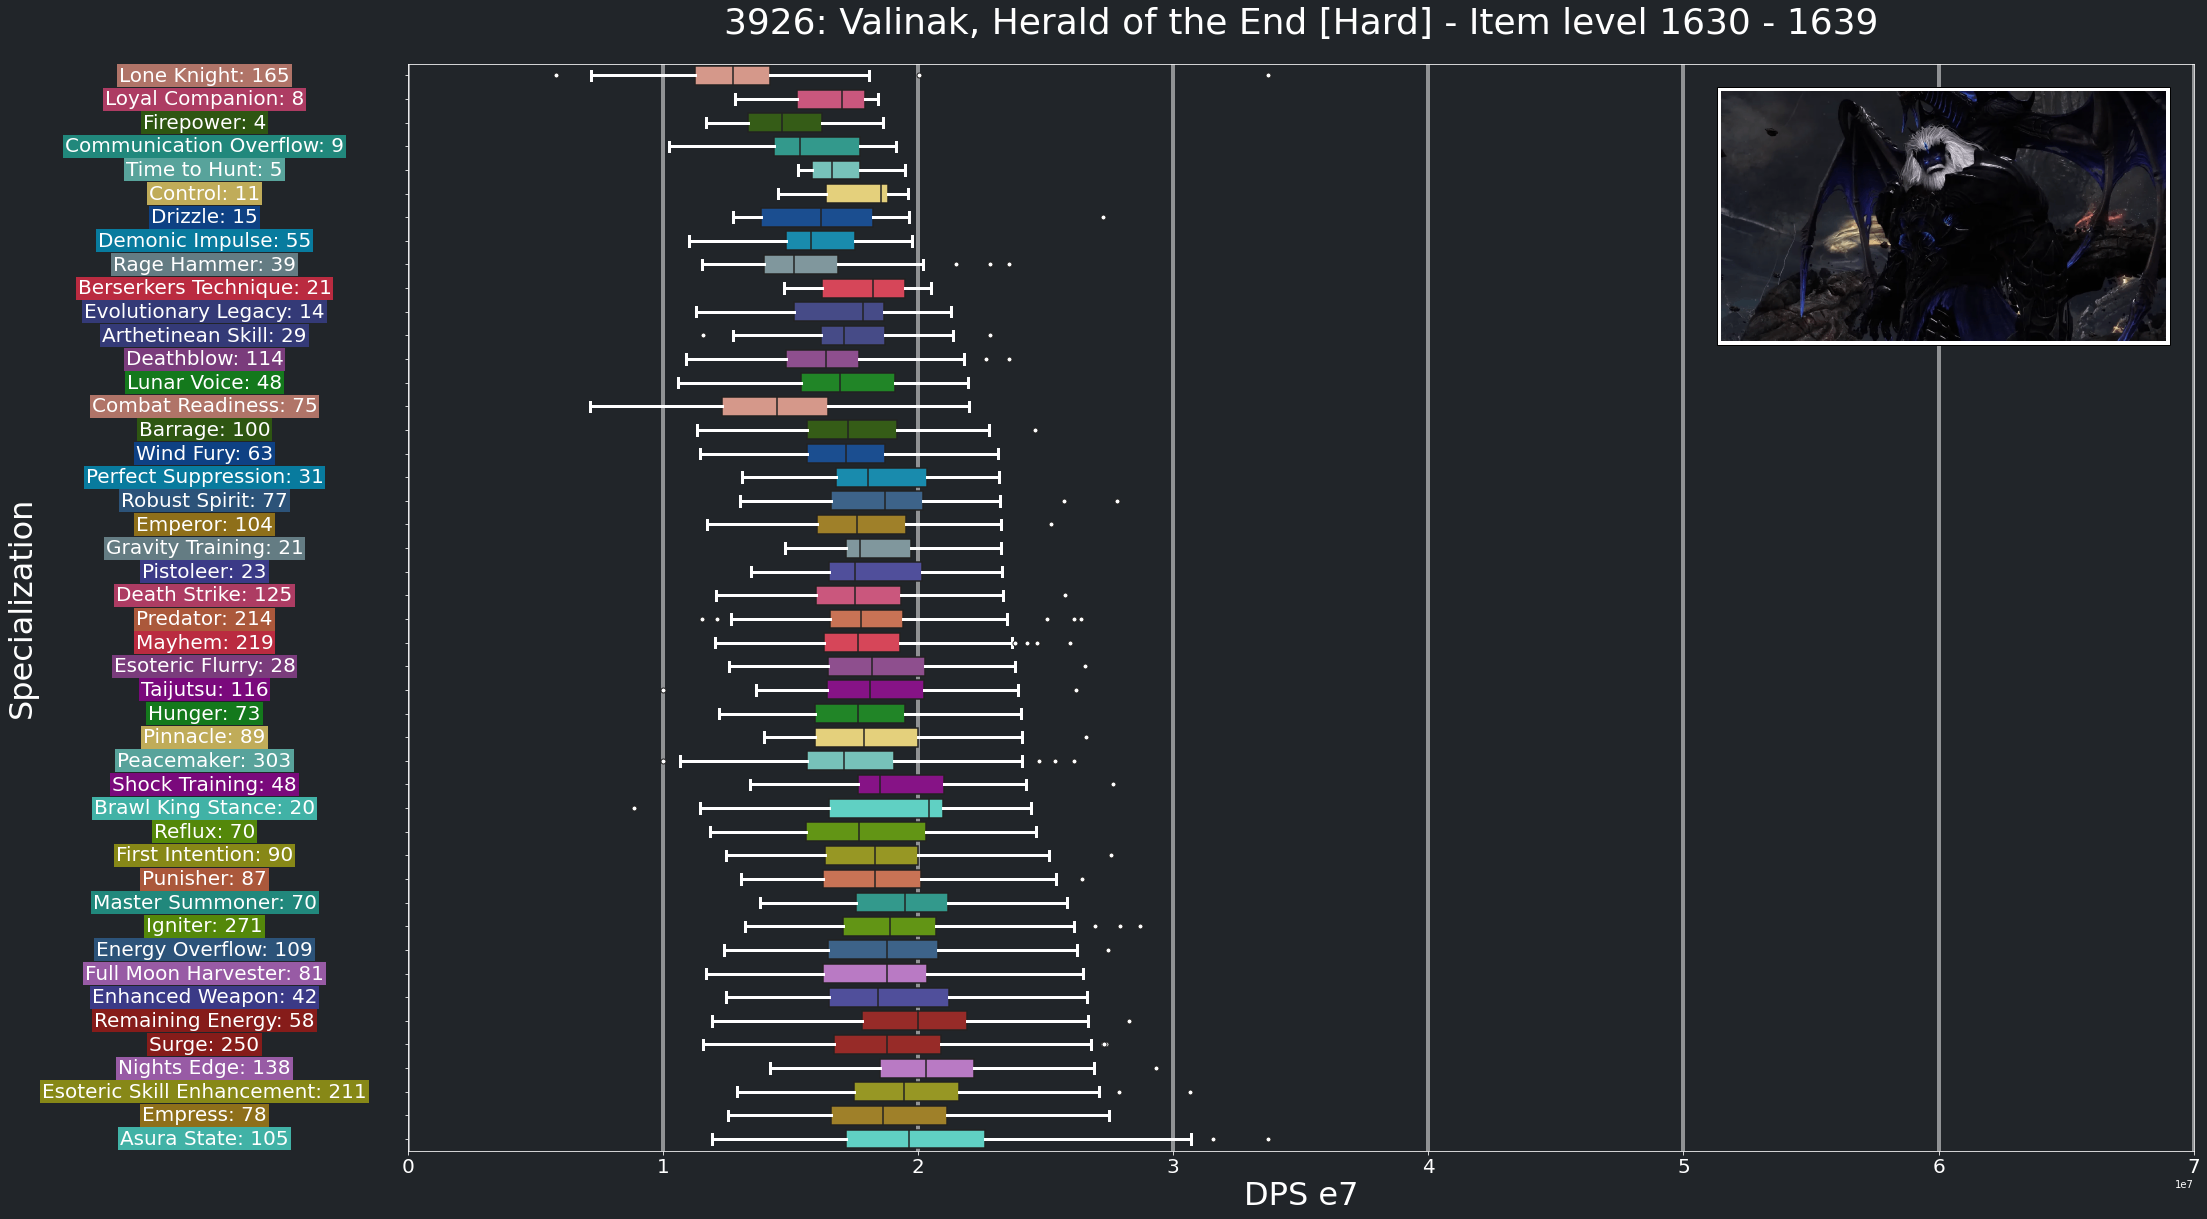 3926: Valinak, Herald of the End [Hard] - Item level 1630 - 1639
Specialization
Lone Knight: 165
Loyal Companion: 8
Firepower: 4
Communication Overflow: 9
Time to Hunt: 5
Control: 11
Drizzle: 15
Demonic Impulse: 55
Rage Hammer: 39
Berserkers Technique: 21
Evolutionary Legacy: 14
Arthetinean Skill: 29
Deathblow: 114
Lunar Voice: 48
Combat Readiness: 75
Barrage: 100
Wind Fury: 63
Perfect Suppression: 31
Robust Spirit: 77
Emperor: 104
Gravity Training: 21
Pistoleer: 23
Death Strike: 125
Predator: 214
Mayhem: 219
Esoteric Flurry: 28
Taijutsu: 116
Hunger: 73
Pinnacle: 89
Peacemaker: 303
Shock Training: 48
Brawl King Stance: 20
Reflux: 70
First Intention: 90
Punisher: 87
Master Summoner: 70
Igniter: 271
Energy Overflow: 109
Full Moon Harvester: 81
Enhanced Weapon: 42
Remaining Energy: 58
Surge: 250
Nights Edge: 138
Esoteric Skill Enhancement: 211
Empress: 78
Asura State: 105
0 1 2 3 4 5 6 7
1e7
DPS e7